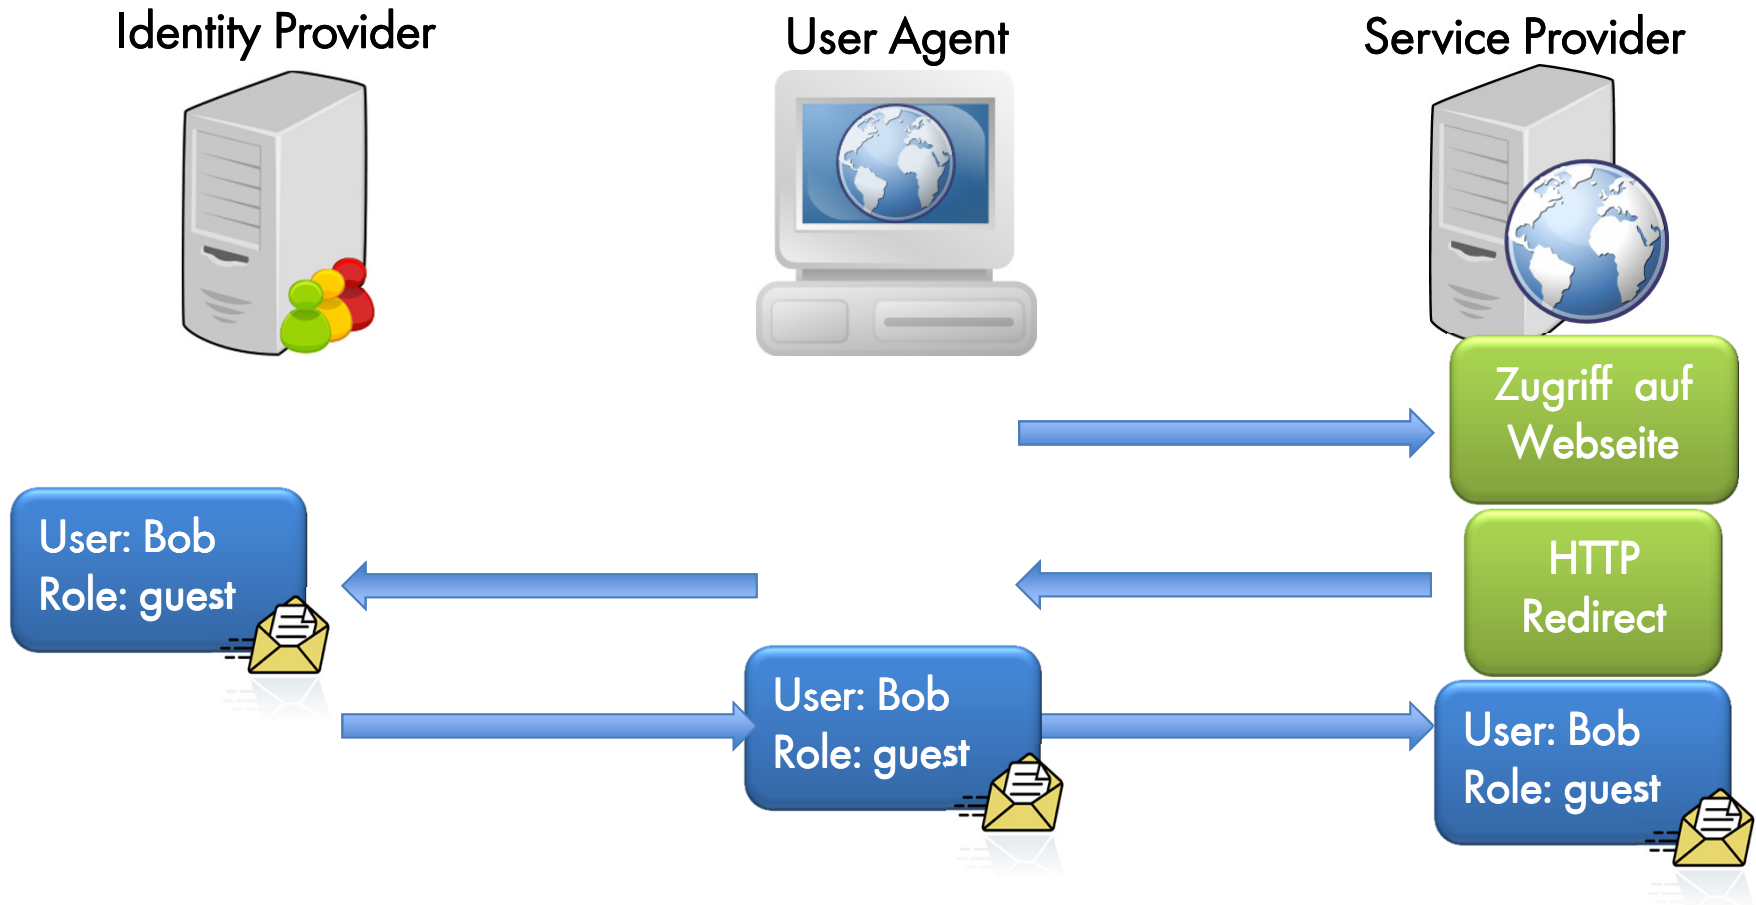 Identity Provider
User Agent
Service Provider
Zugriff auf
Webseite
User: Bob
Role: guest
HTTP
Redirect
User: Bob
Role: guest
User: Bob
Role: guest